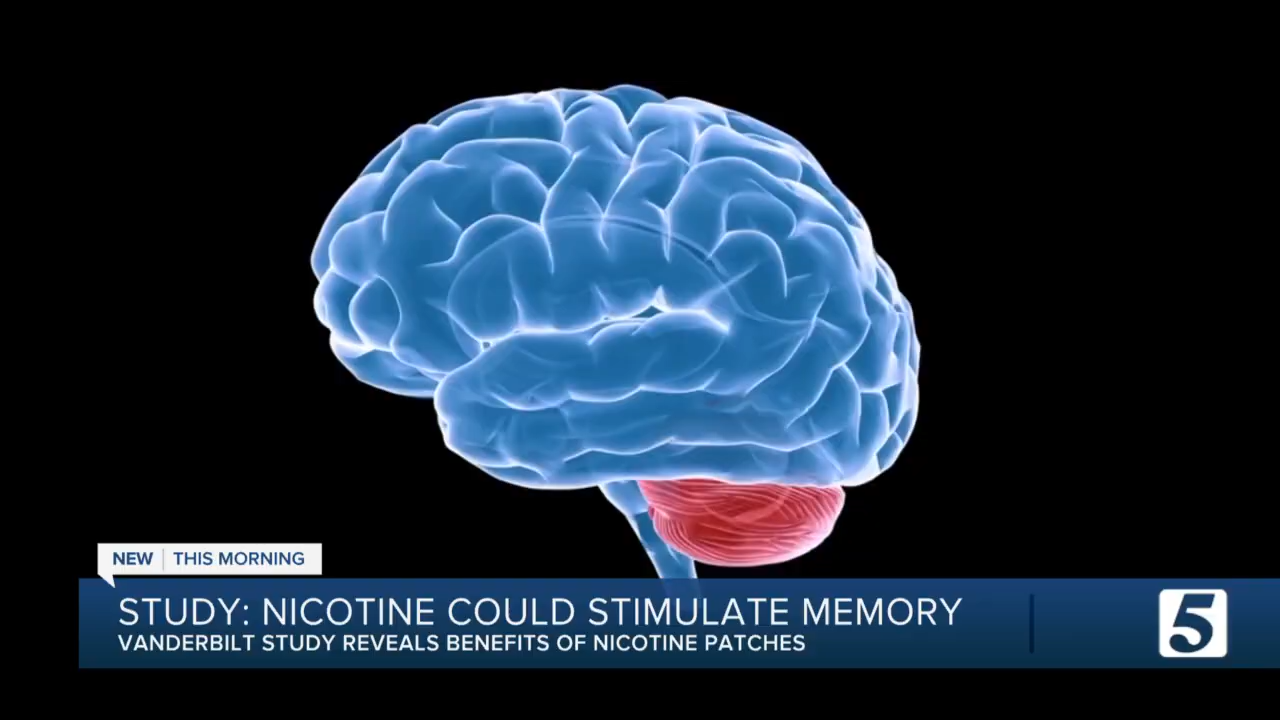 NEW THIS MORNING
STUDY: NICOTINE COULD STIMULATE MEMORY
VANDERBILT STUDY REVEALS BENEFITS OF NICOTINE PATCHES
5